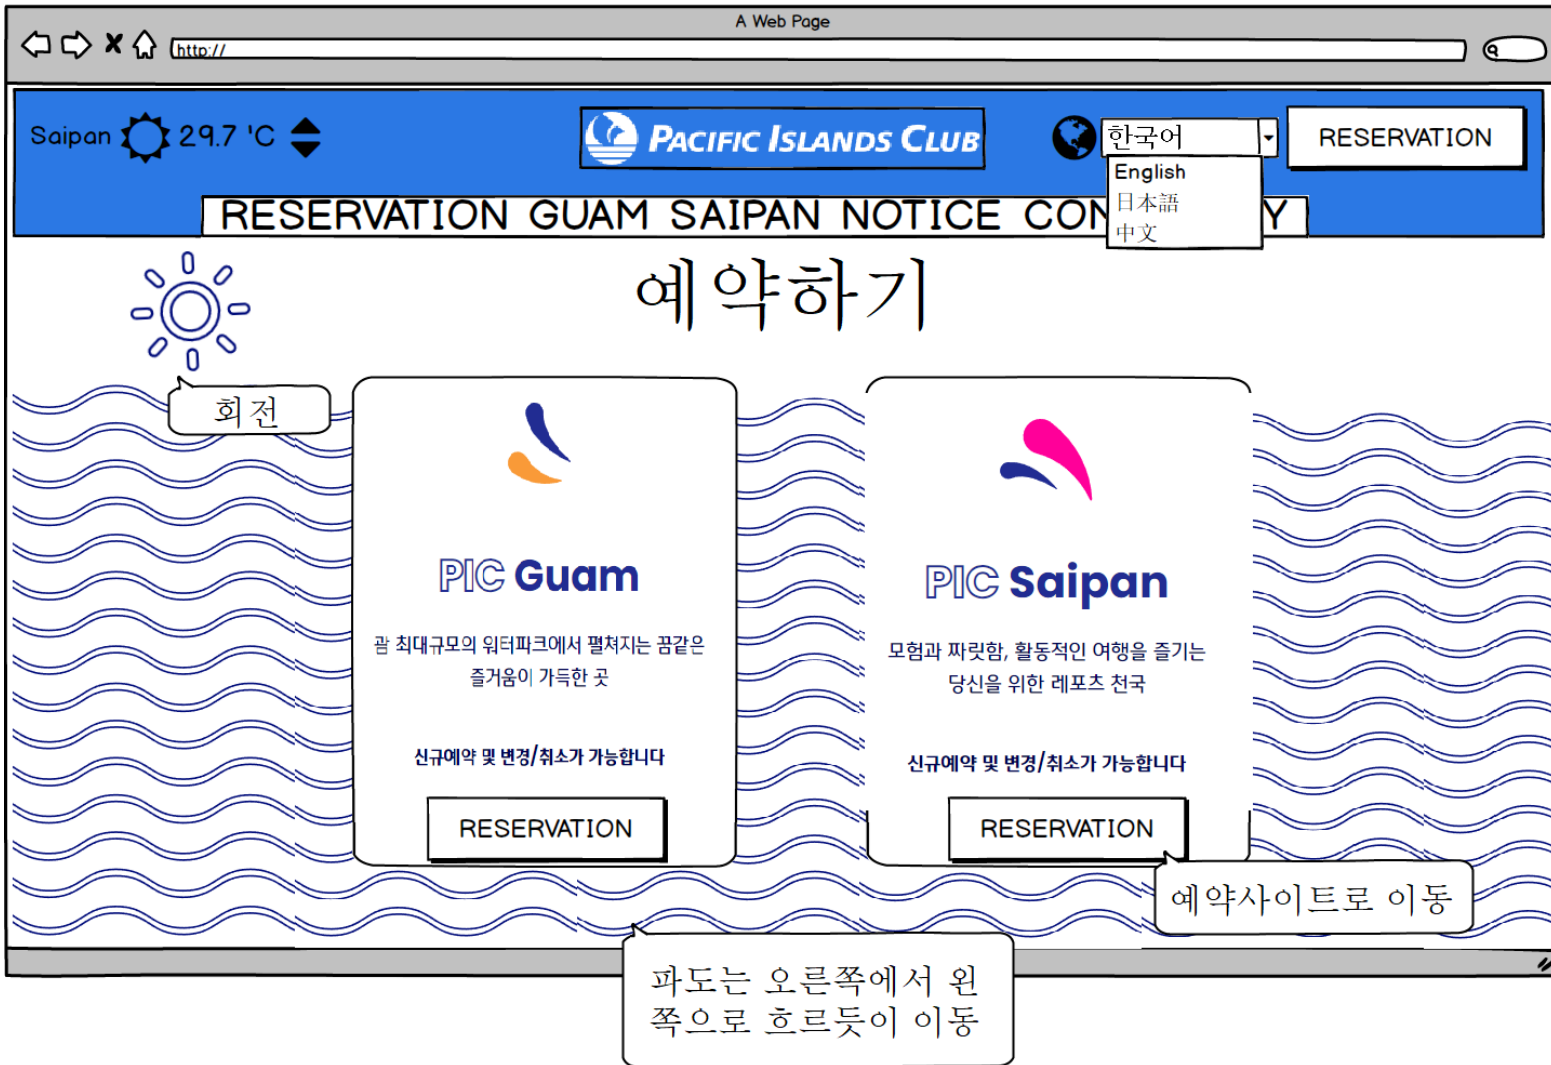 A Web Page
http://
Saipan 29.7 'C
PACIFIC ISLANDS CLUB
한국어
RESERVATION
English
日本語
中文
RESERVATION GUAM SAIPAN NOTICE CON Y
예약하기
회전
PIC Guam
괌 최대규모의 워터파크에서 펼쳐지는 꿈같은
즐거움이 가득한 곳
신규예약 및 변경/취소가 가능합니다
RESERVATION
PIC Saipan
모험과 짜릿함, 활동적인 여행을 즐기는
당신을 위한 레포츠 천국
신규예약 및 변경/취소가 가능합니다
RESERVATION
예약사이트로 이동
파도는 오른쪽에서 왼
쪽으로 흐르듯이 이동